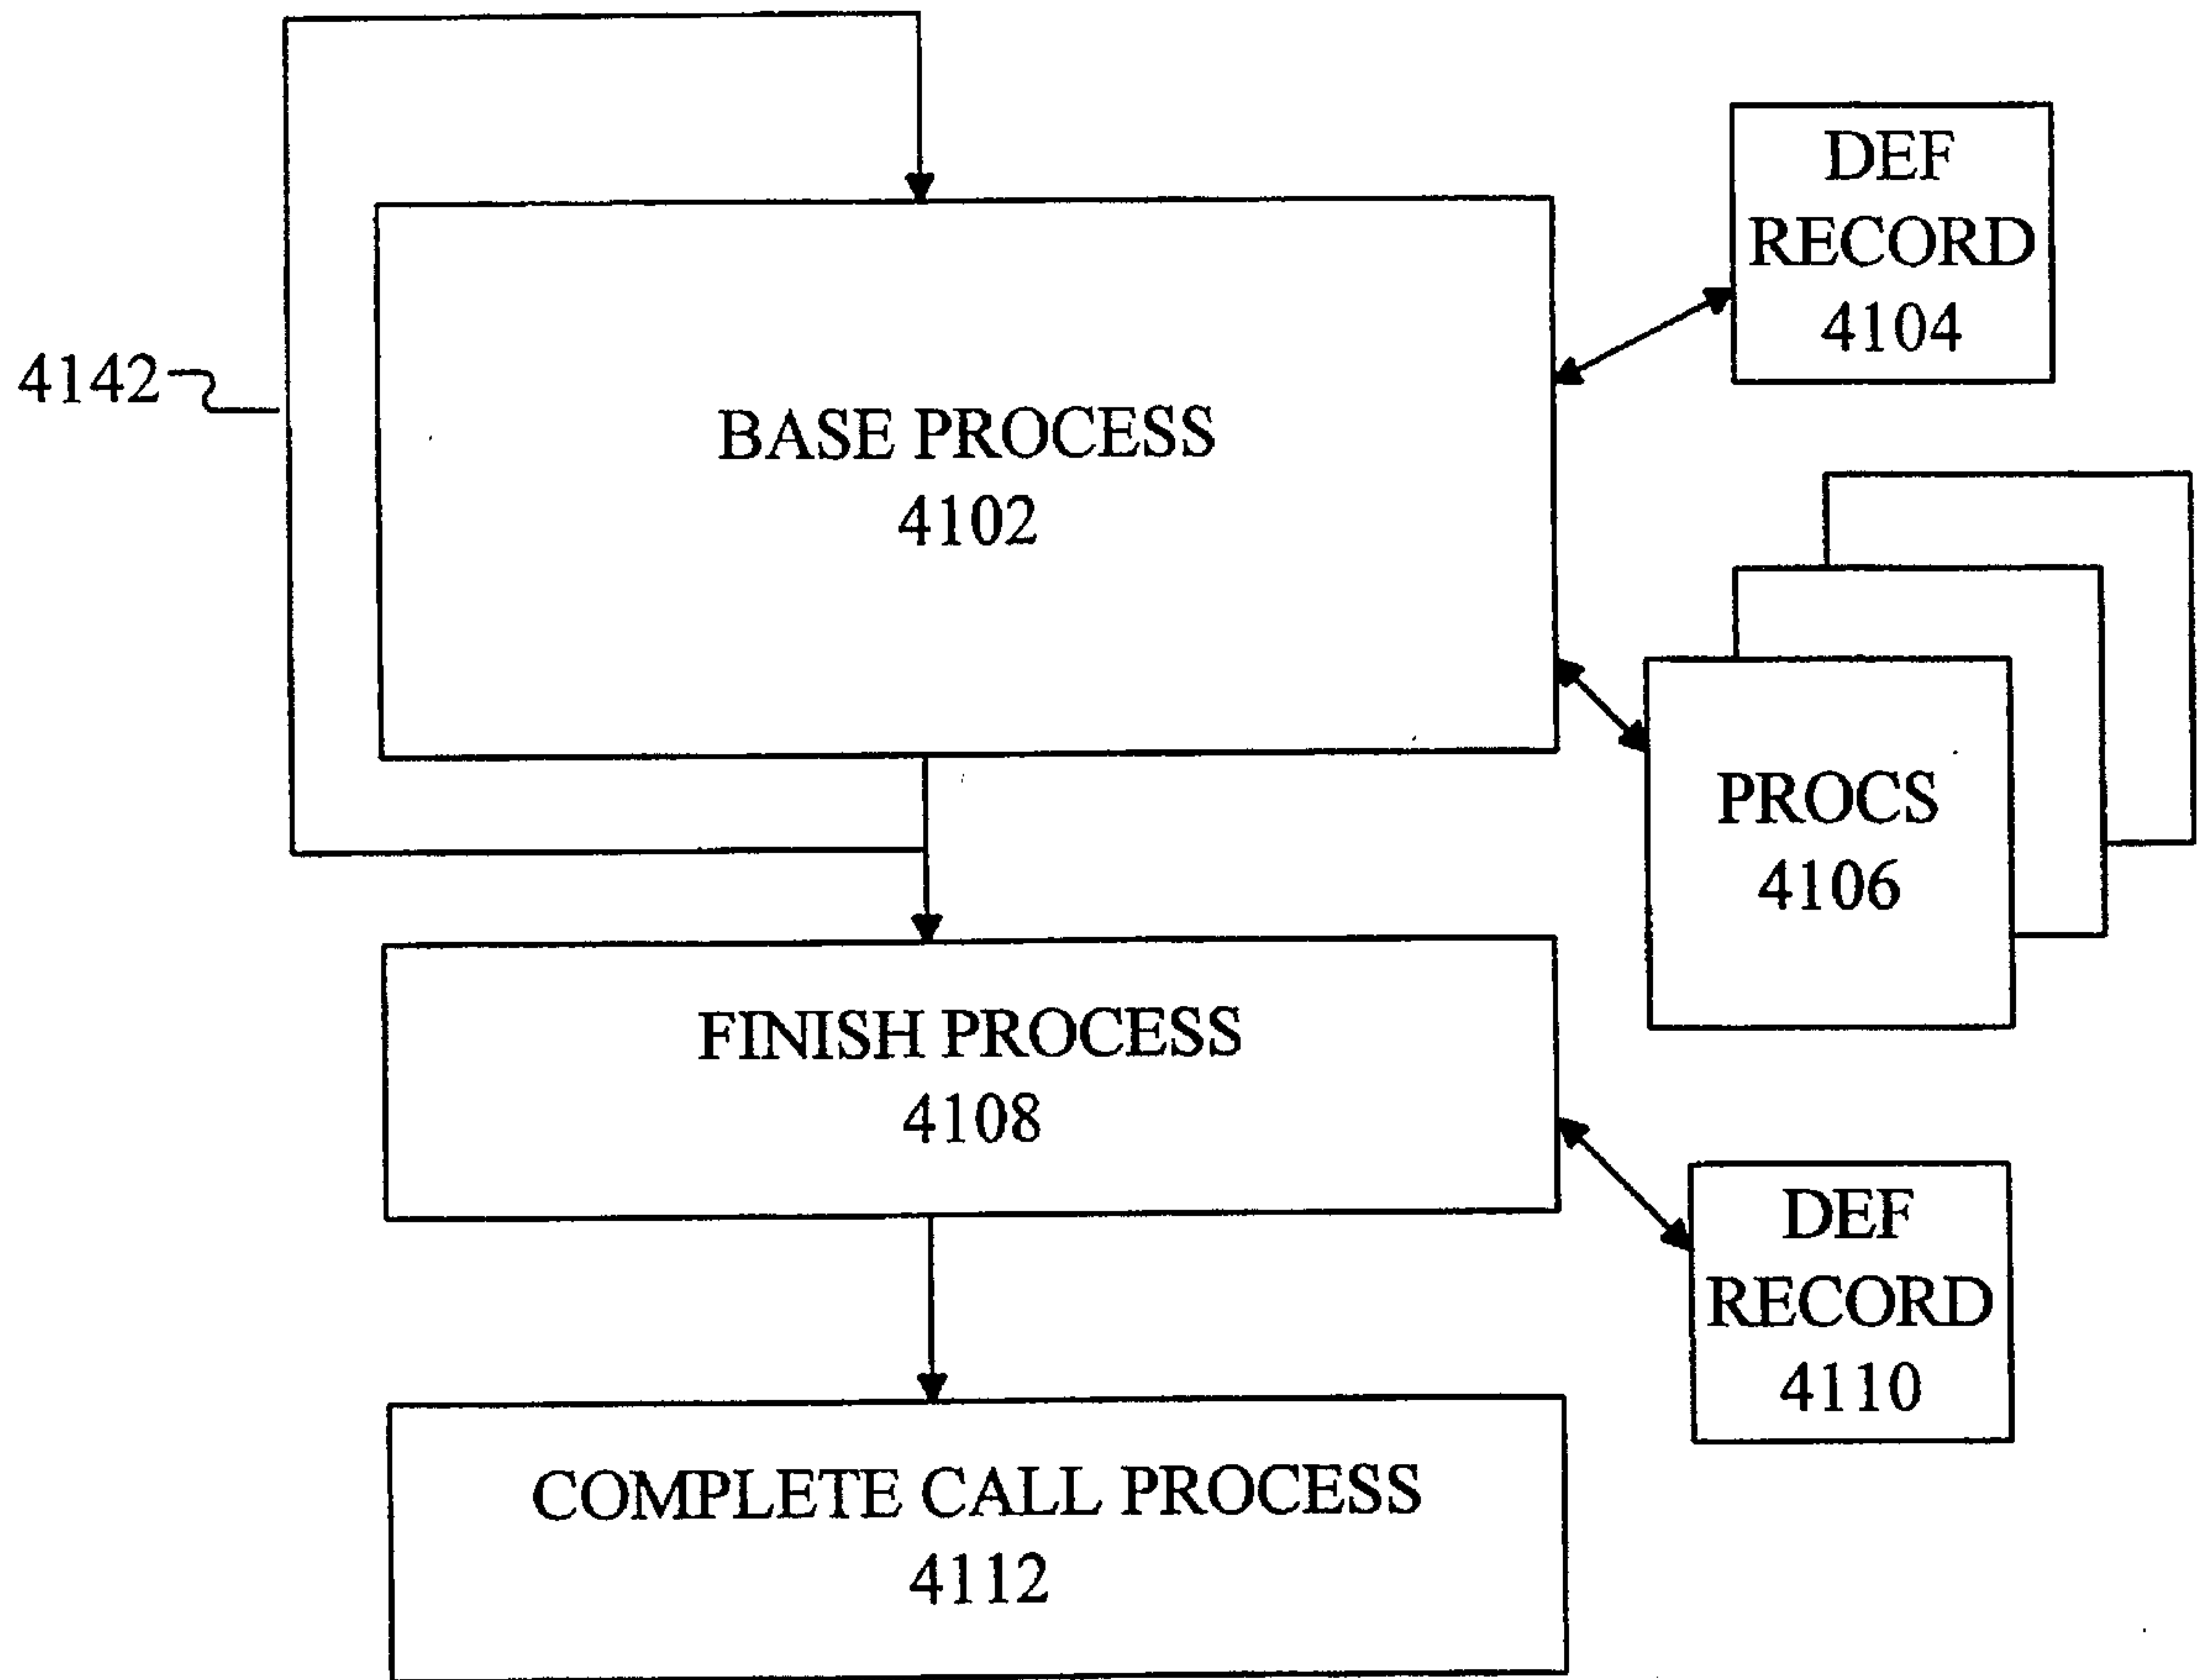 DEF
RECORD
4104
4142
BASE PROCESS
4102
PROCS
4106
FINISH PROCESS
4108
DEF
RECORD
4110
COMPLETE CALL PROCESS
4112